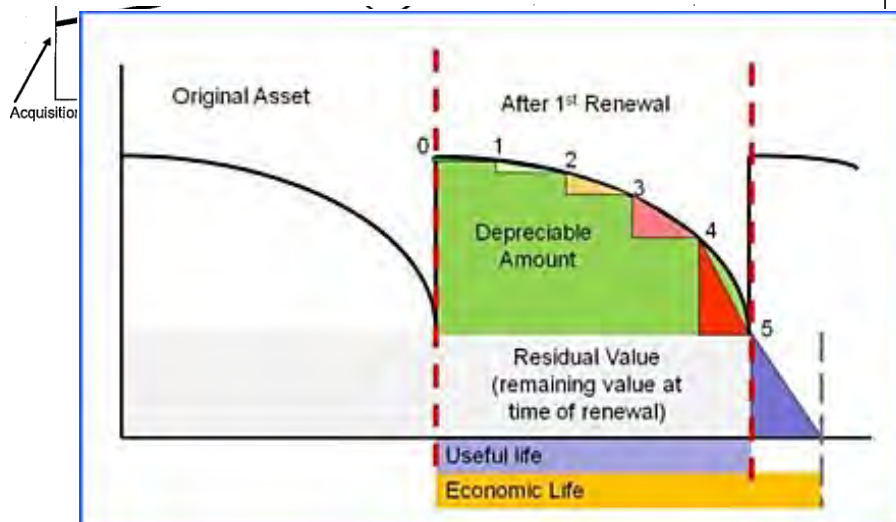 Acquisition
Original Asset
After 1st Renewal
0
1
2
3
4
5
Depreciable
Amount
Residual Value
(remaining value at
time of renewal)
Useful life
Economic Life